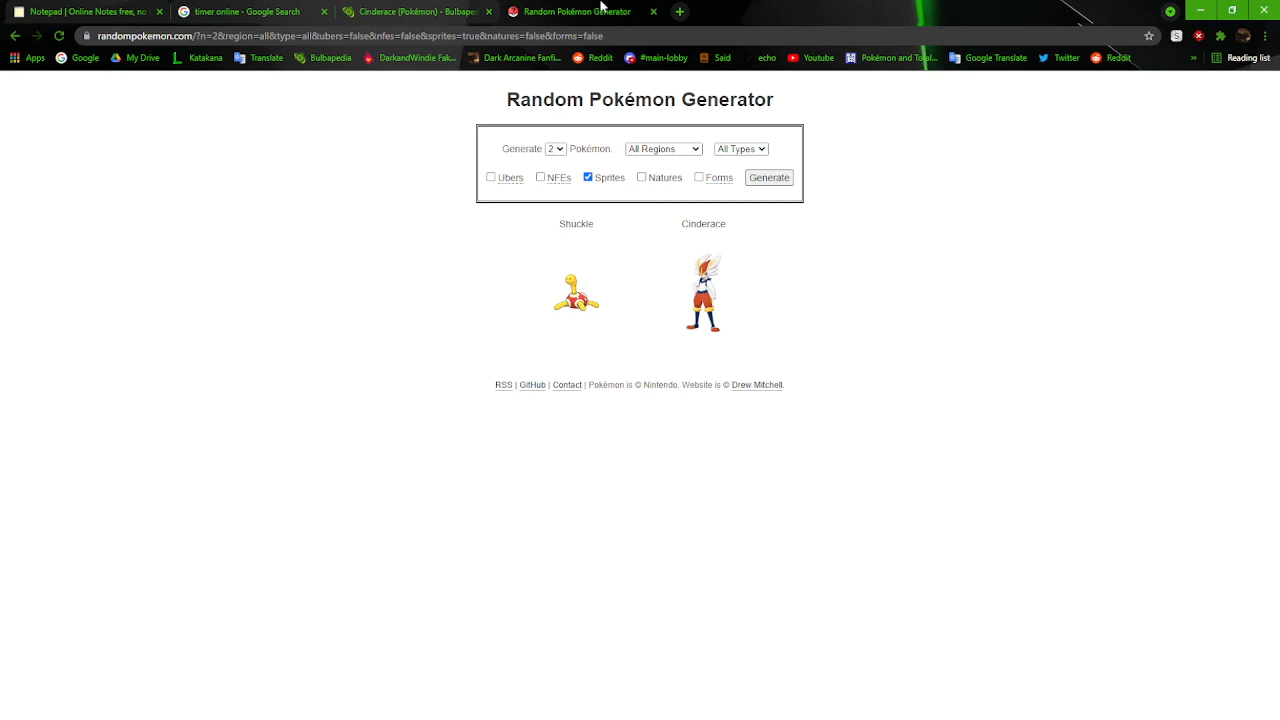 Notepad | Online Notes free, no
timer online - Google Search
Cinderace (Pokémon) - Bulbaped
Random Pokémon Generator
randompokemon.com/?n=2&region=all&type=all&ubers=false&nfes=false&sprites=true&natures=false&forms=false
Apps Google My Drive Katakana Translate Bulbapedia DarkandWindie Fak... Dark Arcanine Fanfi... Reddit #main-lobby Said echo Youtube Pokémon and Total... Google Translate Twitter Reddit » Reading list
Random Pokémon Generator
Generate 2 Pokémon. All Regions All Types
Ubers NFEs Sprites Natures Forms Generate
Shuckle Cinderace
RSS | GitHub | Contact | Pokémon is © Nintendo. Website is © Drew Mitchell.